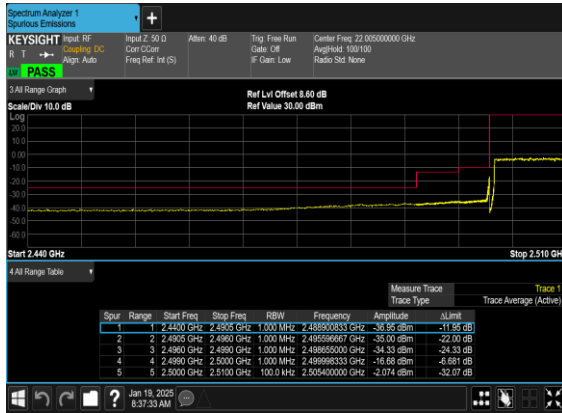 Spectrum Analyzer 1
Spurious Emissions
KEYSIGHT Input: RF Input Z: 50 Ω Atten: 40 dB Trig: Free Run Center Freq: 22.005000000 GHz
R T Coupling: DC Corr CCorr Gate: Off Avg|Hold: 100/100
Align: Auto Freq Ref: Int (S) IF Gain: Low Radio Std: None
PASS
3 All Range Graph
Ref Lvl Offset 8.60 dB
Scale/Div 10.0 dB Ref Value 30.00 dBm
Log
20.0
10.0
0.00
-10.0
-20.0
-30.0
-40.0
-50.0
-60.0
Start 2.440 GHz Stop 2.510 GH
4 All Range Table
Measure Trace Trace 1
Trace Type Trace Average (Active)
Spur Range Start Freq Stop Freq RBW Frequency Amplitude ΔLimit
1 1 2.4400 GHz 2.4905 GHz 1.000 MHz 2.488900833 GHz -36.95 dBm -11.95 dB
2 2 2.4905 GHz 2.4960 GHz 1.000 MHz 2.495596667 GHz -35.00 dBm -22.00 dB
3 3 2.4960 GHz 2.4990 GHz 1.000 MHz 2.498655000 GHz -34.33 dBm -24.33 dB
4 4 2.4990 GHz 2.5000 GHz 1.000 MHz 2.499998333 GHz -16.68 dBm -6.681 dB
5 5 2.5000 GHz 2.5100 GHz 100.0 kHz 2.505400000 GHz -2.074 dBm -32.07 dB
Jan 19, 2025
8:37:33 AM